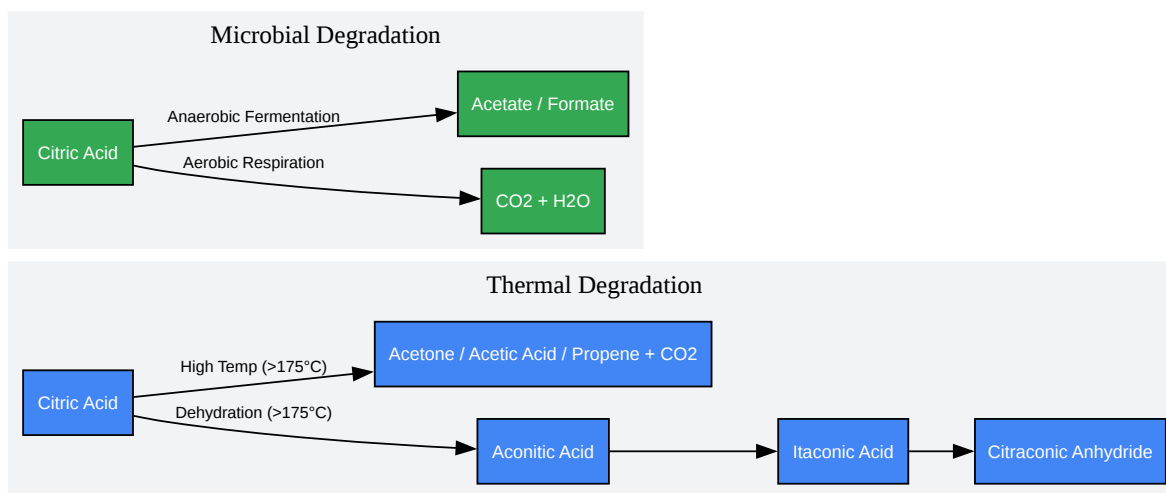 Microbial Degradation
Acetate / Formate
Anaerobic Fermentation
Citric Acid
Aerobic Respiration
CO2 + H2O
Thermal Degradation
Acetone / Acetic Acid / Propene + CO2
High Temp (>175°C)
Citric Acid
Dehydration (>175°C)
Aconitic Acid
Itaconic Acid
Citraconic Anhydride